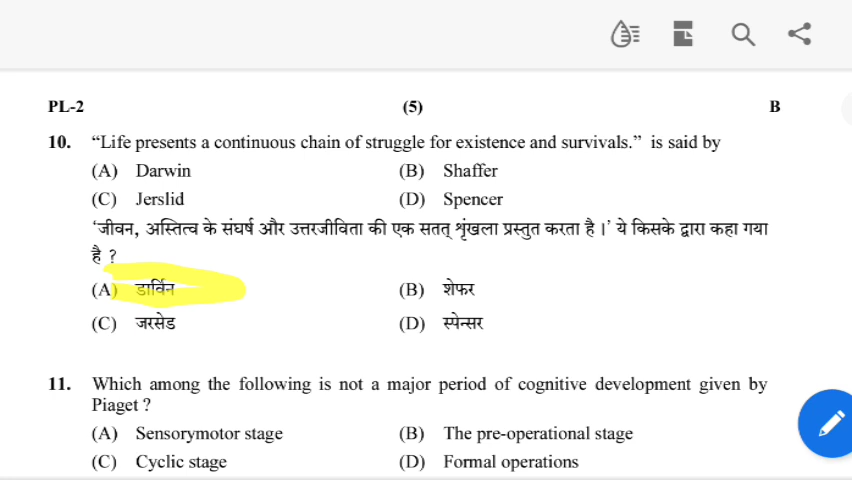 PL-2 (5) B
10. “Life presents a continuous chain of struggle for existence and survivals.” is said by
(A) Darwin (B) Shaffer
(C) Jerslid (D) Spencer
‘जीवन, अस्तित्व के संघर्ष और उत्तरजीविता की एक सतत् शृंखला प्रस्तुत करता है ।’ ये किसके द्वारा कहा गया
है ?
(A) डार्विन (B) शेफर
(C) जरसेड (D) स्पेन्सर
11. Which among the following is not a major period of cognitive development given by
Piaget ?
(A) Sensorymotor stage (B) The pre-operational stage
(C) Cyclic stage (D) Formal operations